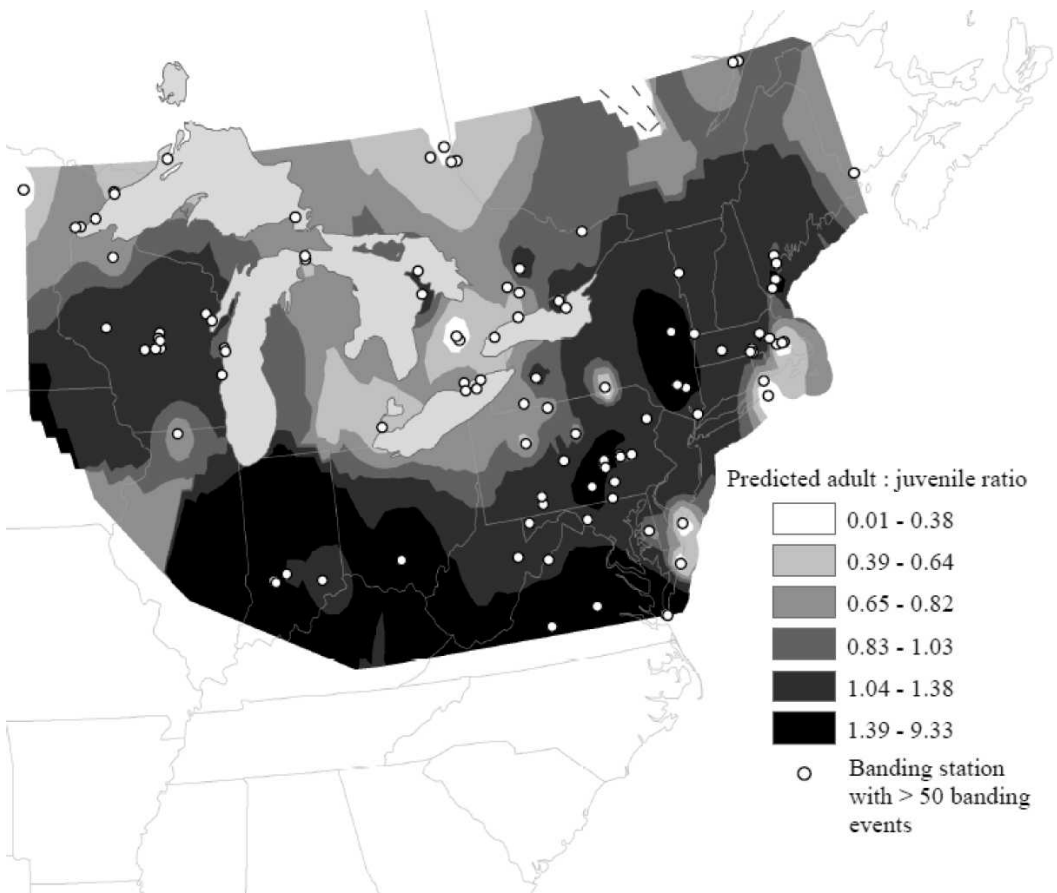 Predicted adult : juvenile ratio
0.01 - 0.38
0.39 - 0.64
0.65 - 0.82
0.83 - 1.03
1.04 - 1.38
1.39 - 9.33
Banding station
with > 50 banding
events